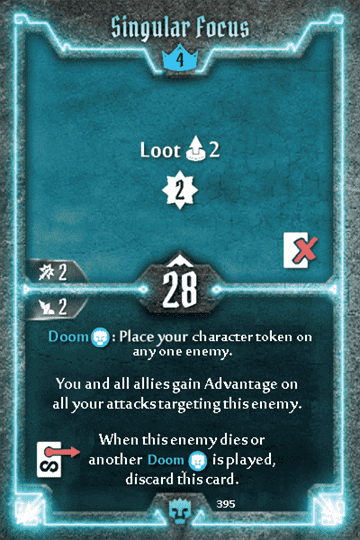 Singular Focus
4
Loot 2
2
2
28
2
Doom : Place your character token on
any one enemy.
You and all allies gain Advantage on
all your attacks targeting this enemy.
When this enemy dies or
another Doom is played,
discard this card.
395